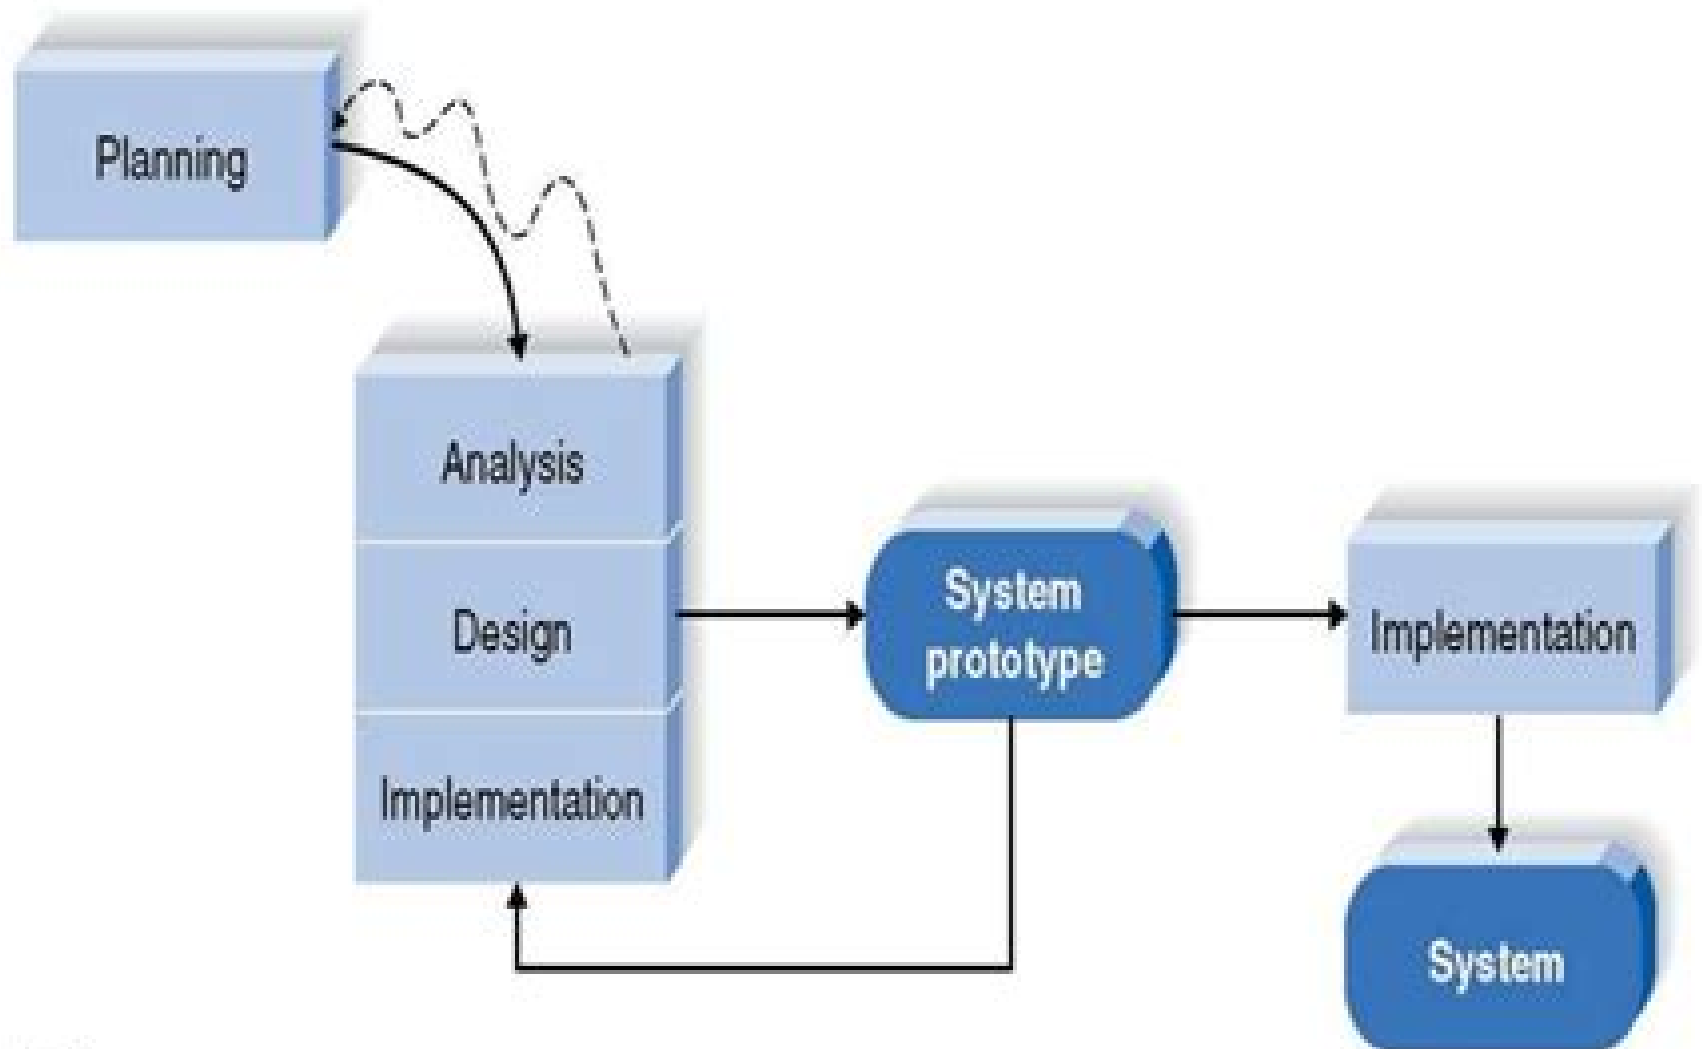 Planning
Analysis
Design
Implementation
System
prototype
Implementation
System